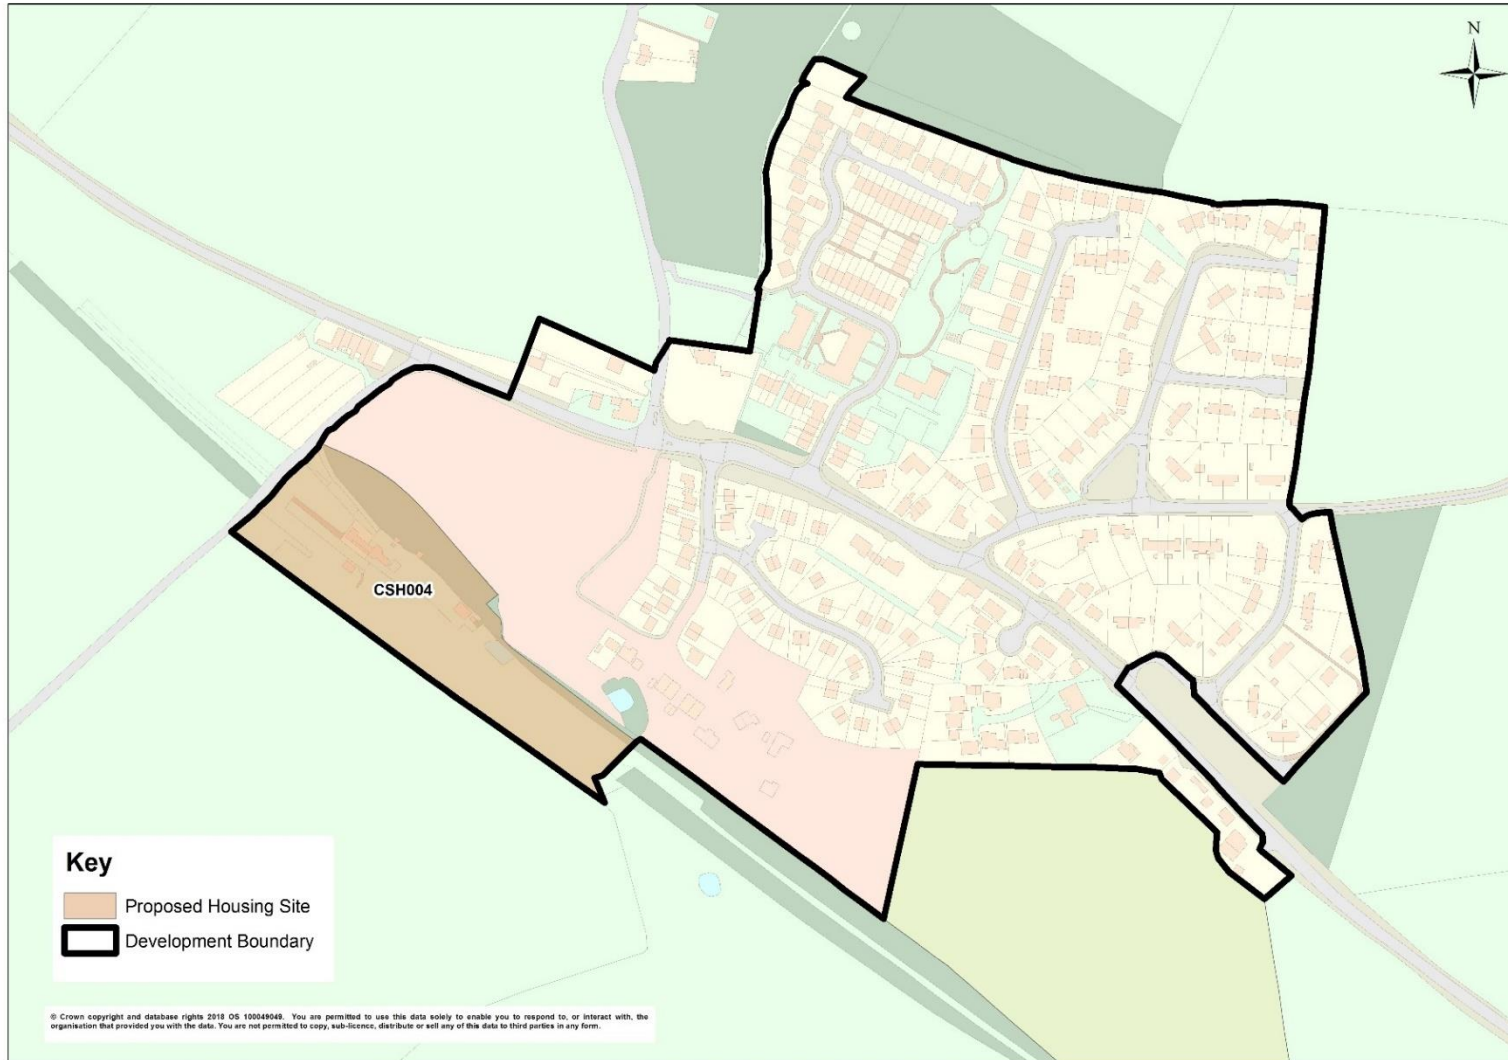 N
CSH004
Key
Proposed Housing Site
Development Boundary
© Crown copyright and database rights 2018 OS 100049049. You are permitted to use this data solely to enable you to respond to, or interact with, the
organisation that provided you with the data. You are not permitted to copy, sub-licence, distribute or sell any of this data to third parties in any form.